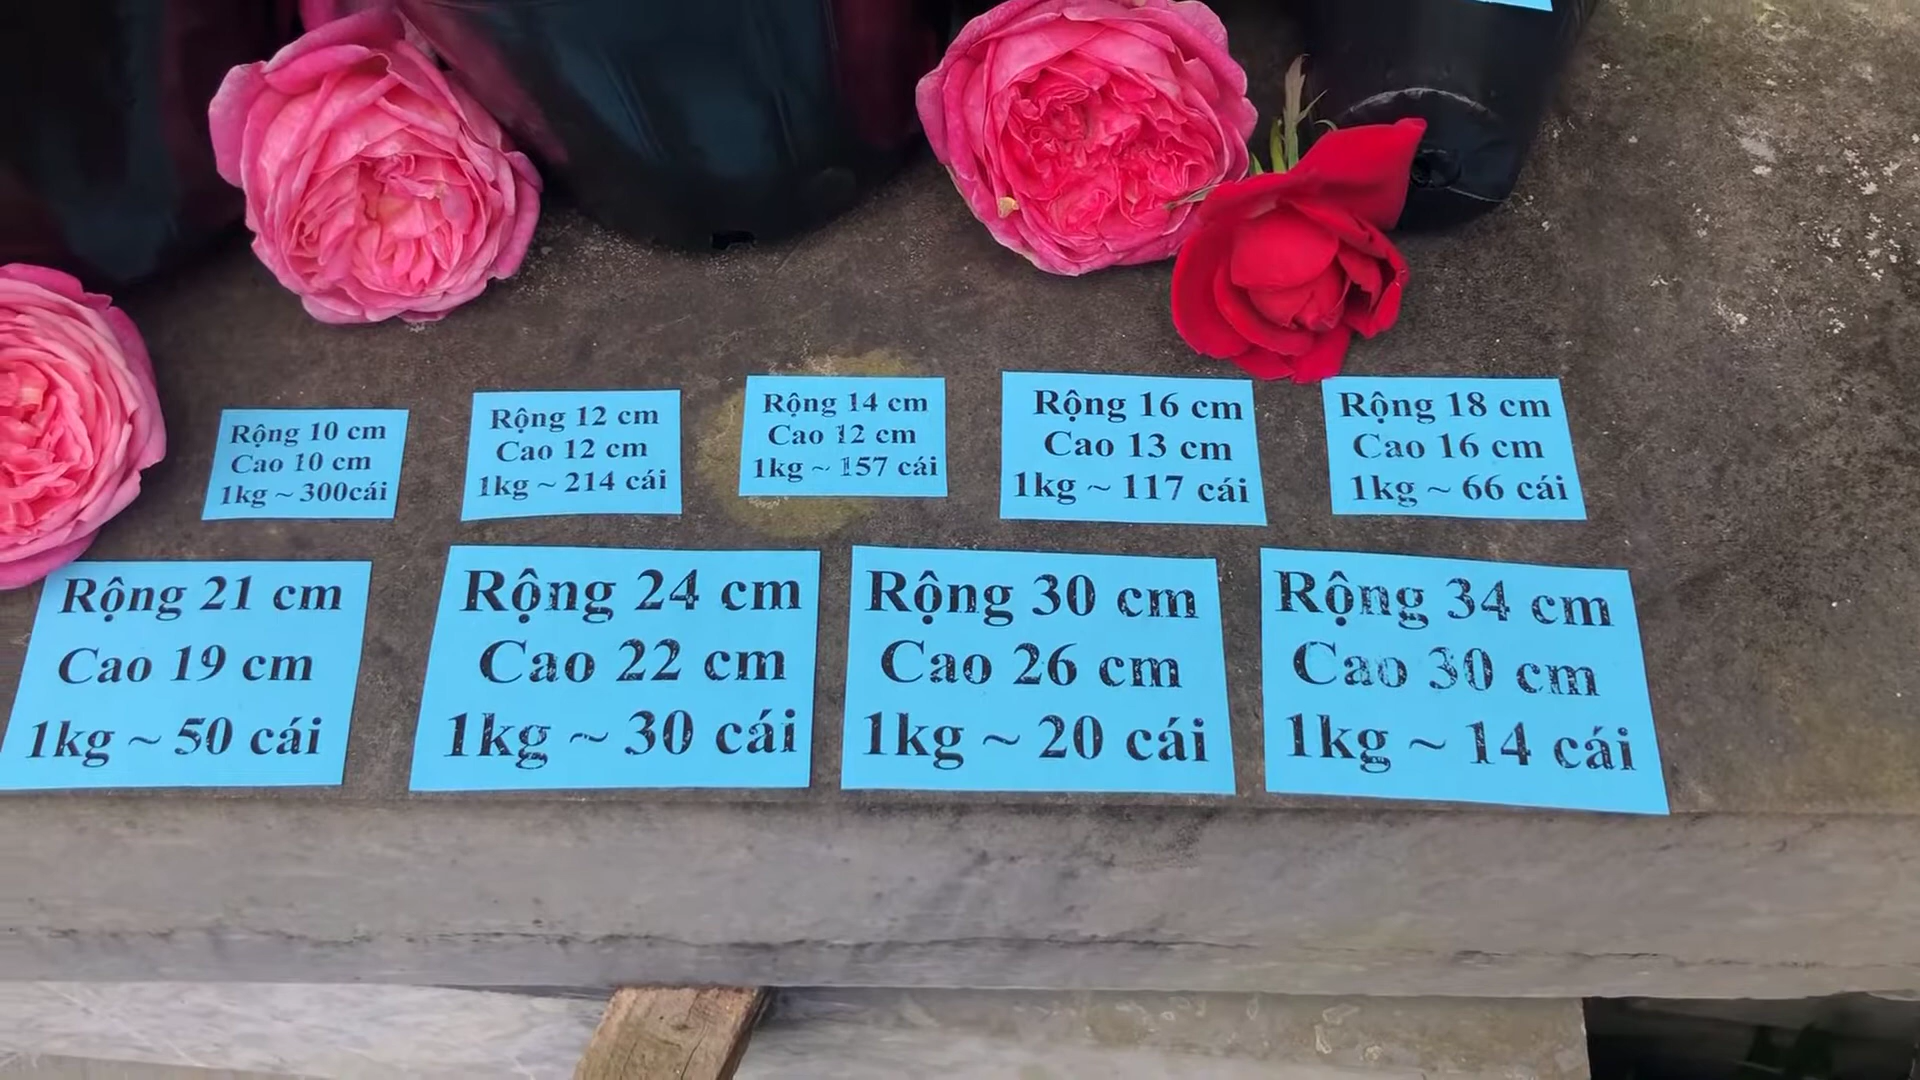 Rộng 10 cm
Cao 10 cm
1kg ~ 300cái
Rộng 12 cm
Cao 12 cm
1kg ~ 214 cái
Rộng 14 cm
Cao 12 cm
1kg ~ 157 cái
Rộng 16 cm
Cao 13 cm
1kg ~ 117 cái
Rộng 18 cm
Cao 16 cm
1kg ~ 66 cái
Rộng 21 cm
Cao 19 cm
1kg ~ 50 cái
Rộng 24 cm
Cao 22 cm
1kg ~ 30 cái
Rộng 30 cm
Cao 26 cm
1kg ~ 20 cái
Rộng 34 cm
Cao 30 cm
1kg ~ 14 cái